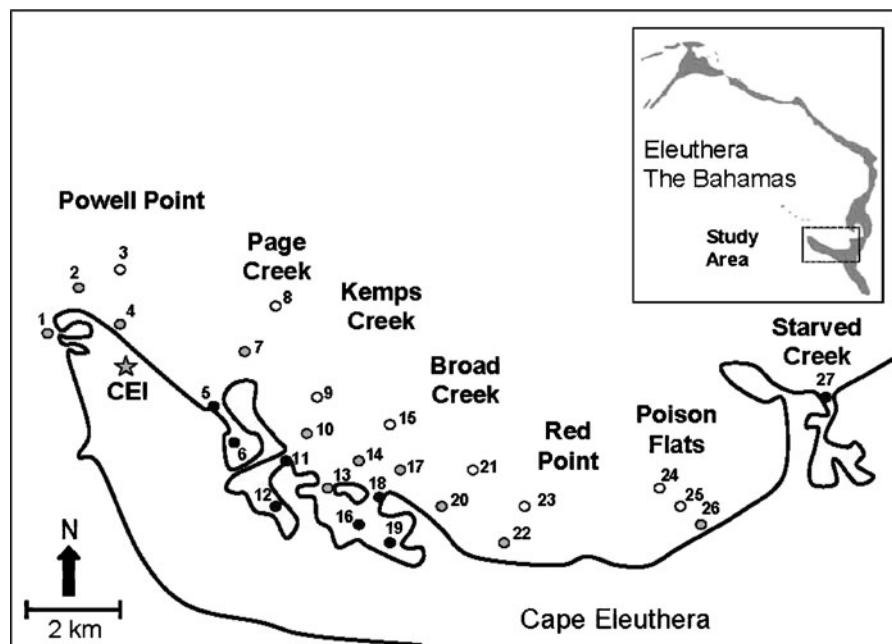 Eleuthera
The Bahamas
Study
Area
Powell Point
Page
Creek
Kemps
Creek
Broad
Creek
Red
Point
Poison
Flats
Starved
Creek
1
2
3
4
CEI
5
6
7
8
9
10
11
12
13
14
15
16
17
18
19
20
21
22
23
24
25
26
27
N
2 km
Cape Eleuthera